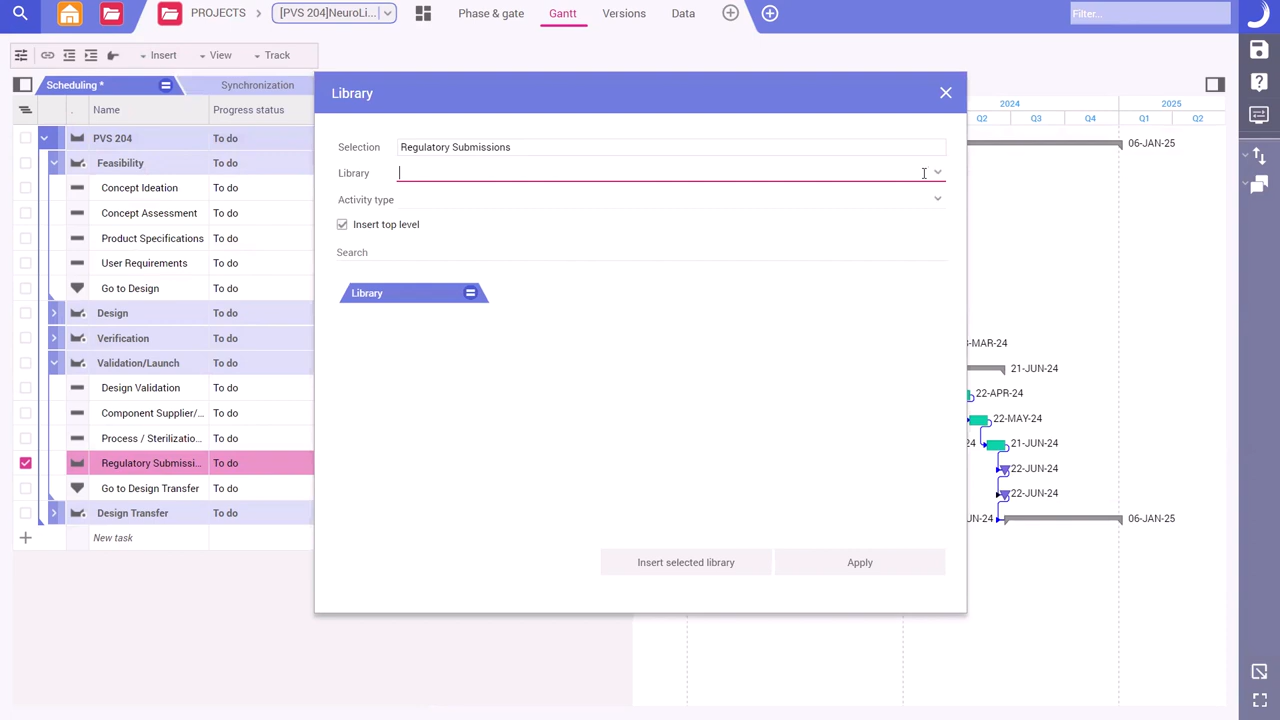 PROJECTS
[PVS 204]NeuroLi...
Phase & gate
Gantt
Versions
Data
Filter...
Insert
View
Track
Scheduling *
Synchronization
. Name Progress status
PVS 204 To do
Feasibility To do
Concept Ideation To do
Concept Assessment To do
Product Specifications To do
User Requirements To do
Go to Design To do
Design To do
Verification To do
Validation/Launch To do
Design Validation To do
Component Supplier/... To do
Process / Sterilizatio... To do
Regulatory Submissi... To do
Go to Design Transfer To do
Design Transfer To do
New task
Library
Selection Regulatory Submissions
Library
Activity type
Insert top level
Search
Library
Insert selected library
Apply
2024 2025
Q2 Q3 Q4 Q1 Q2
06-JAN-25
-MAR-24
21-JUN-24
22-APR-24
22-MAY-24
24 21-JUN-24
22-JUN-24
22-JUN-24
UN-24 06-JAN-25